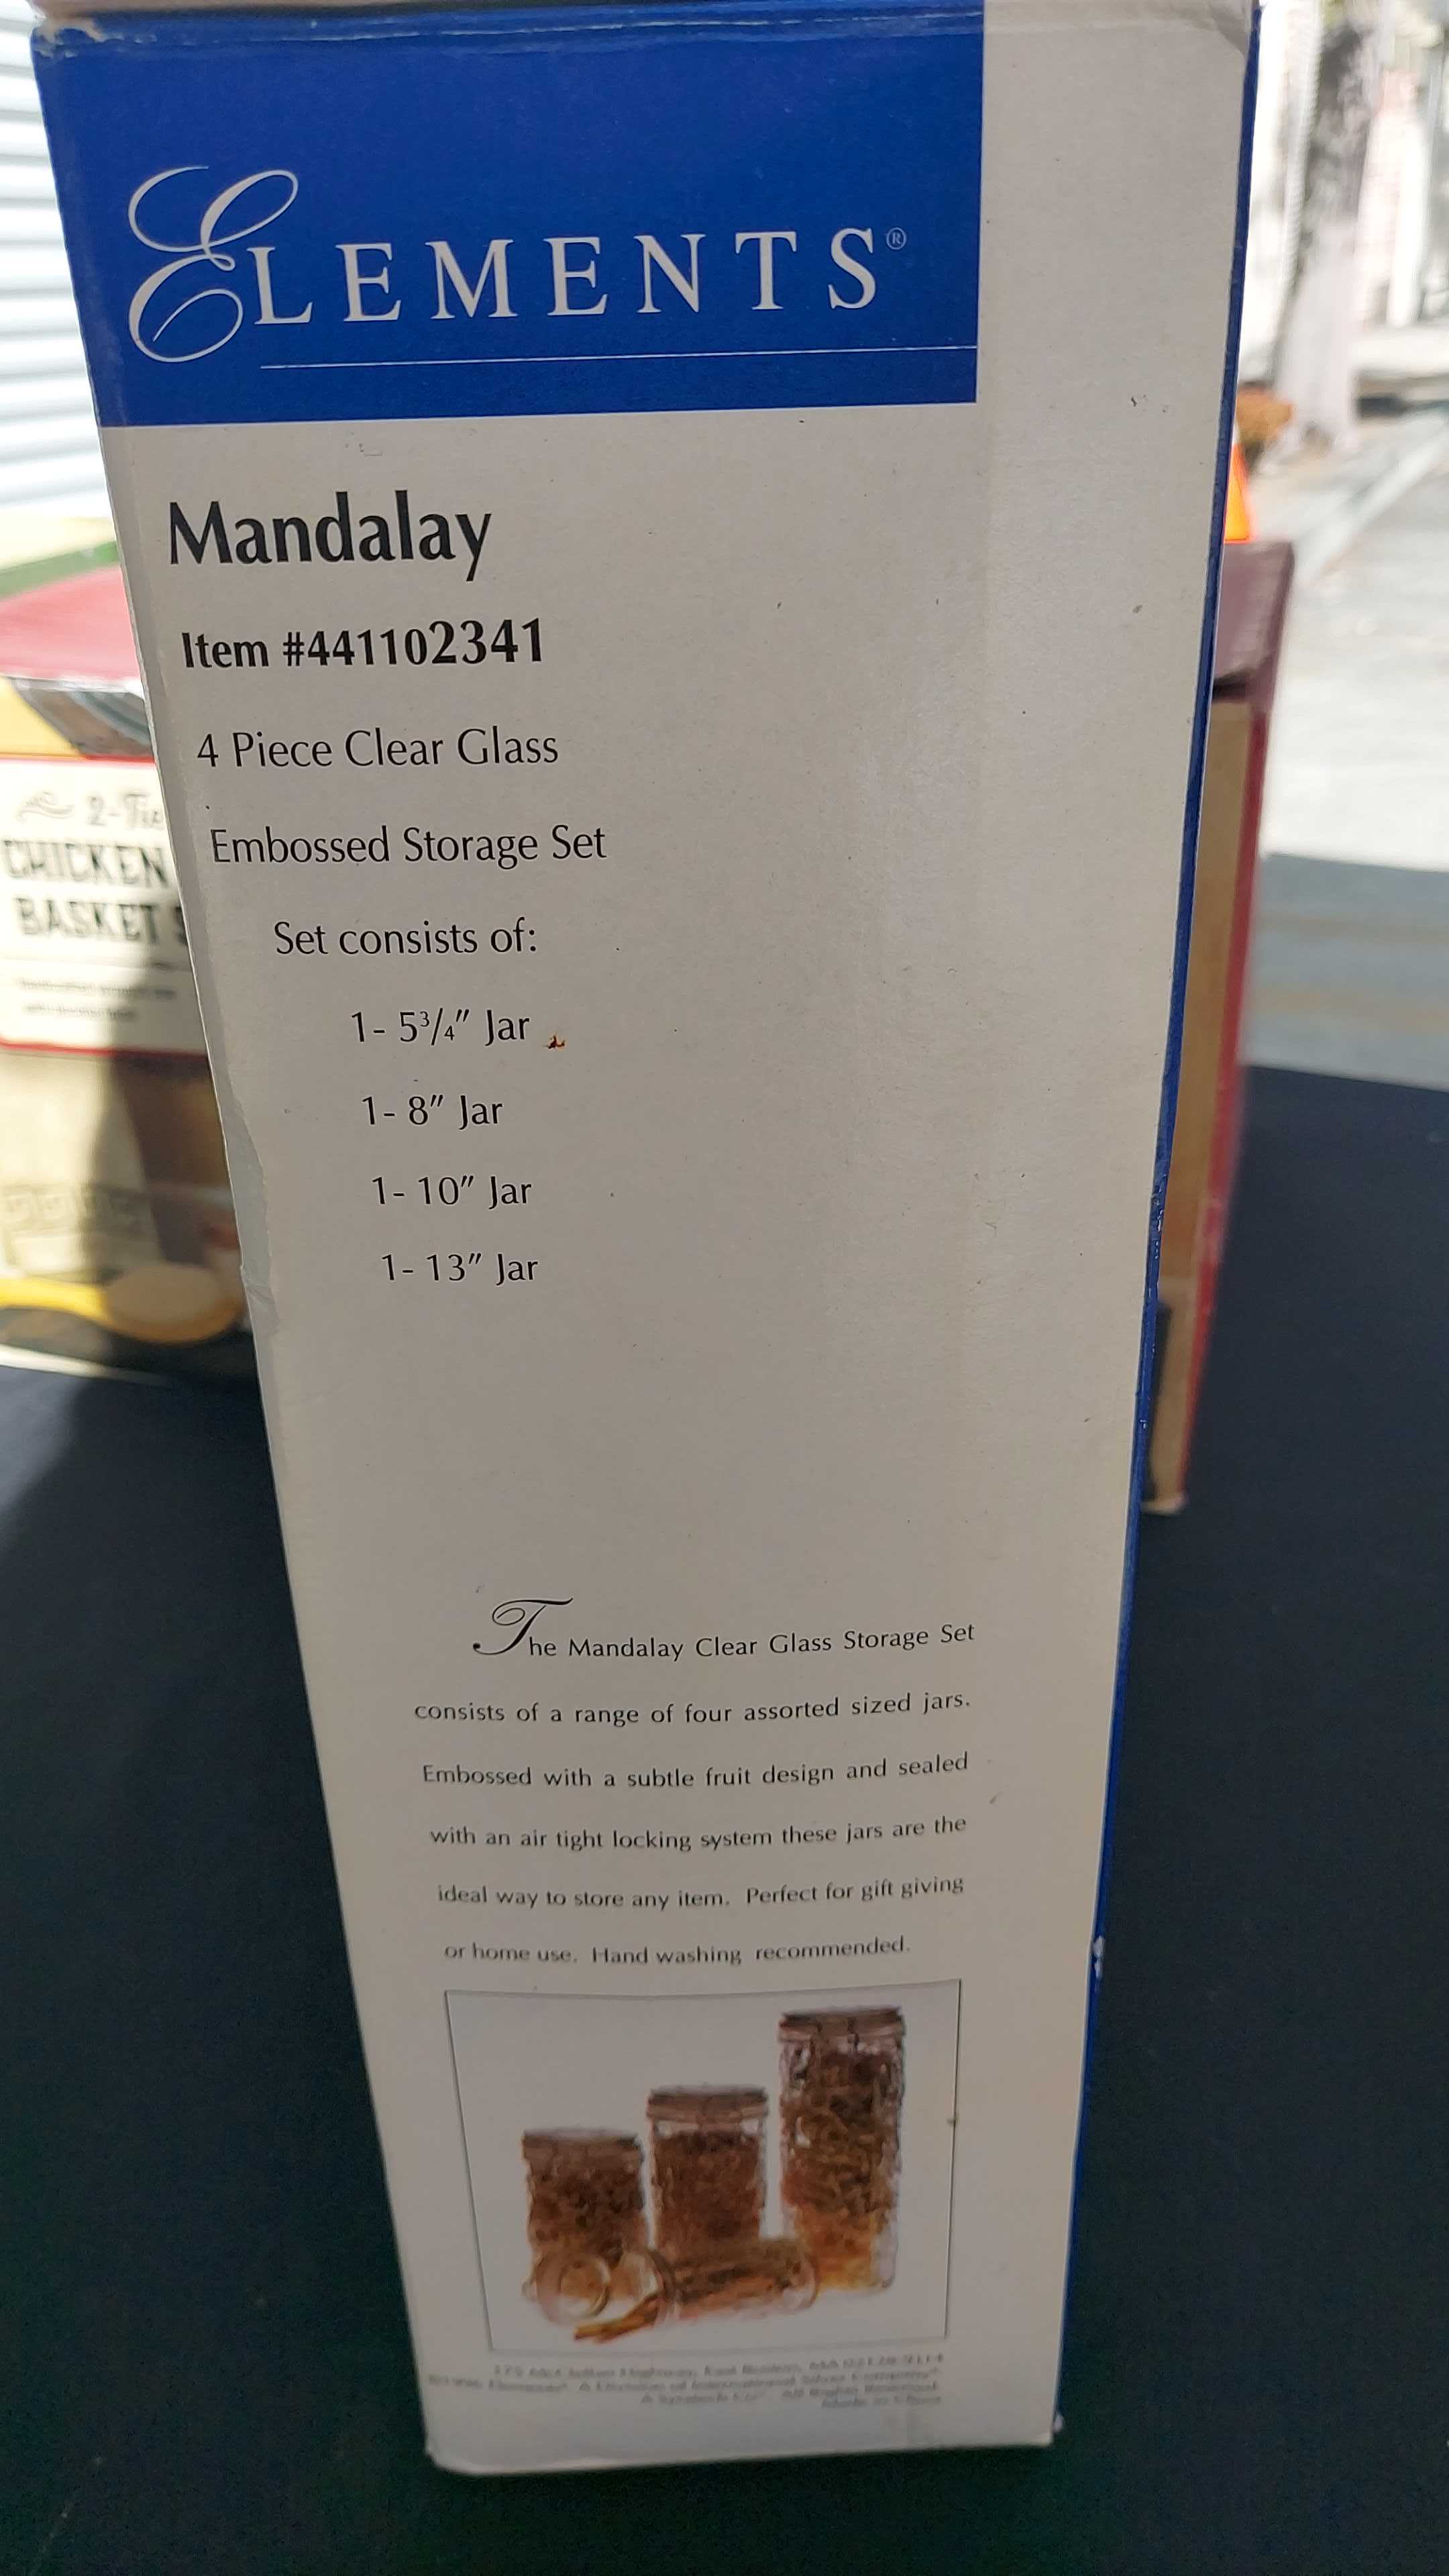 ELEMENTS®
Mandalay
Item #441102341
4 Piece Clear Glass
Embossed Storage Set
Set consists of:
1- 5¾" Jar
1- 8" Jar
1- 10" Jar
1- 13" Jar
The Mandalay Clear Glass Storage Set
consists of a range of four assorted sized jars.
Embossed with a subtle fruit design and sealed
with an air tight locking system these jars are the
ideal way to store any item. Perfect for gift giving
or home use. Hand washing recommended.
CHICKEN
BASKET